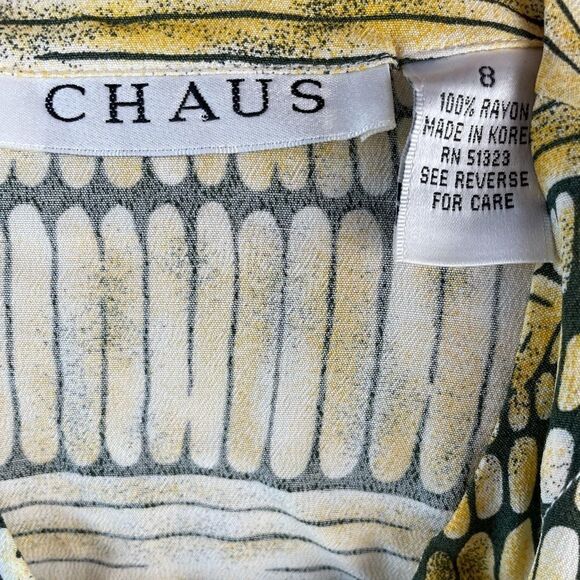 CHAUS
8
100% RAYON
MADE IN KORE
RN 51323
SEE REVERSE
FOR CARE